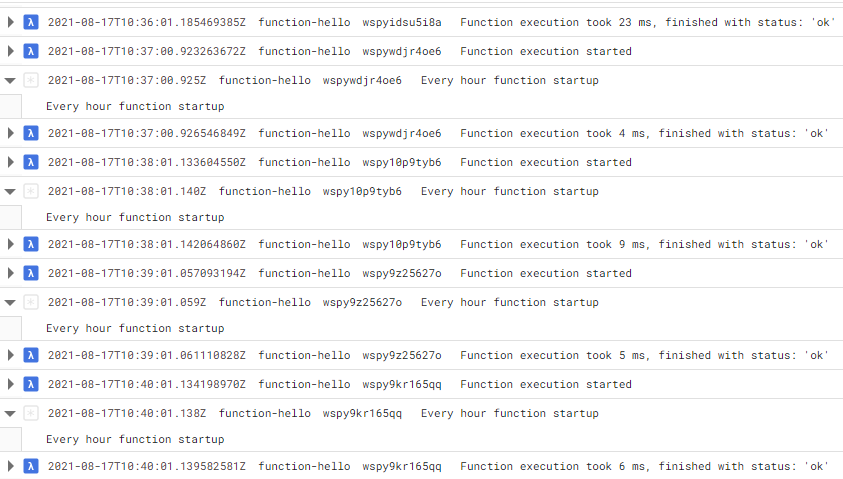 λ 2021-08-17T10:36:01.185469385Z function-hello wspyidsu5i8a Function execution took 23 ms, finished with status: 'ok'
λ 2021-08-17T10:37:00.923263672Z function-hello wspywdjr4oe6 Function execution started
2021-08-17T10:37:00.925Z function-hello wspywdjr4oe6 Every hour function startup
Every hour function startup
λ 2021-08-17T10:37:00.926546849Z function-hello wspywdjr4oe6 Function execution took 4 ms, finished with status: 'ok'
λ 2021-08-17T10:38:01.133604550Z function-hello wspy10p9tyb6 Function execution started
2021-08-17T10:38:01.140Z function-hello wspy10p9tyb6 Every hour function startup
Every hour function startup
λ 2021-08-17T10:38:01.142064860Z function-hello wspy10p9tyb6 Function execution took 9 ms, finished with status: 'ok'
λ 2021-08-17T10:39:01.057093194Z function-hello wspy9z25627o Function execution started
2021-08-17T10:39:01.059Z function-hello wspy9z25627o Every hour function startup
Every hour function startup
λ 2021-08-17T10:39:01.061110828Z function-hello wspy9z25627o Function execution took 5 ms, finished with status: 'ok'
λ 2021-08-17T10:40:01.134198970Z function-hello wspy9kr165qq Function execution started
2021-08-17T10:40:01.138Z function-hello wspy9kr165qq Every hour function startup
Every hour function startup
λ 2021-08-17T10:40:01.139582581Z function-hello wspy9kr165qq Function execution took 6 ms, finished with status: 'ok'